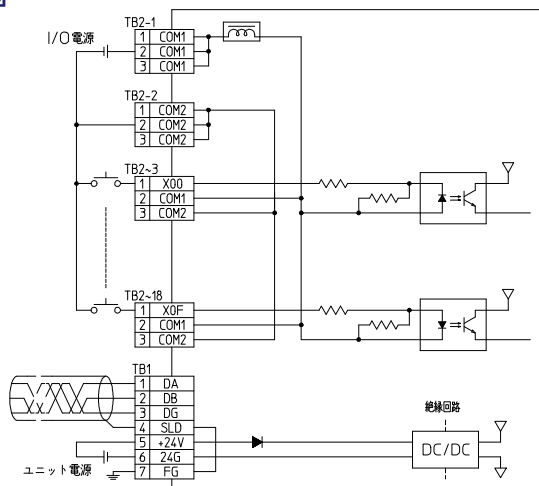 TB2-1
I/O電源
1 COM1
2 COM1
3 COM1
TB2-2
1 COM2
2 COM2
3 COM2
TB2~3
1 X00
2 COM1
3 COM2
TB2~18
1 X0F
2 COM1
3 COM2
TB1
1 DA
2 DB
3 DG
4 SLD
5 +24V
6 24G
7 FG
ユニット電源
絶縁回路
DC/DC